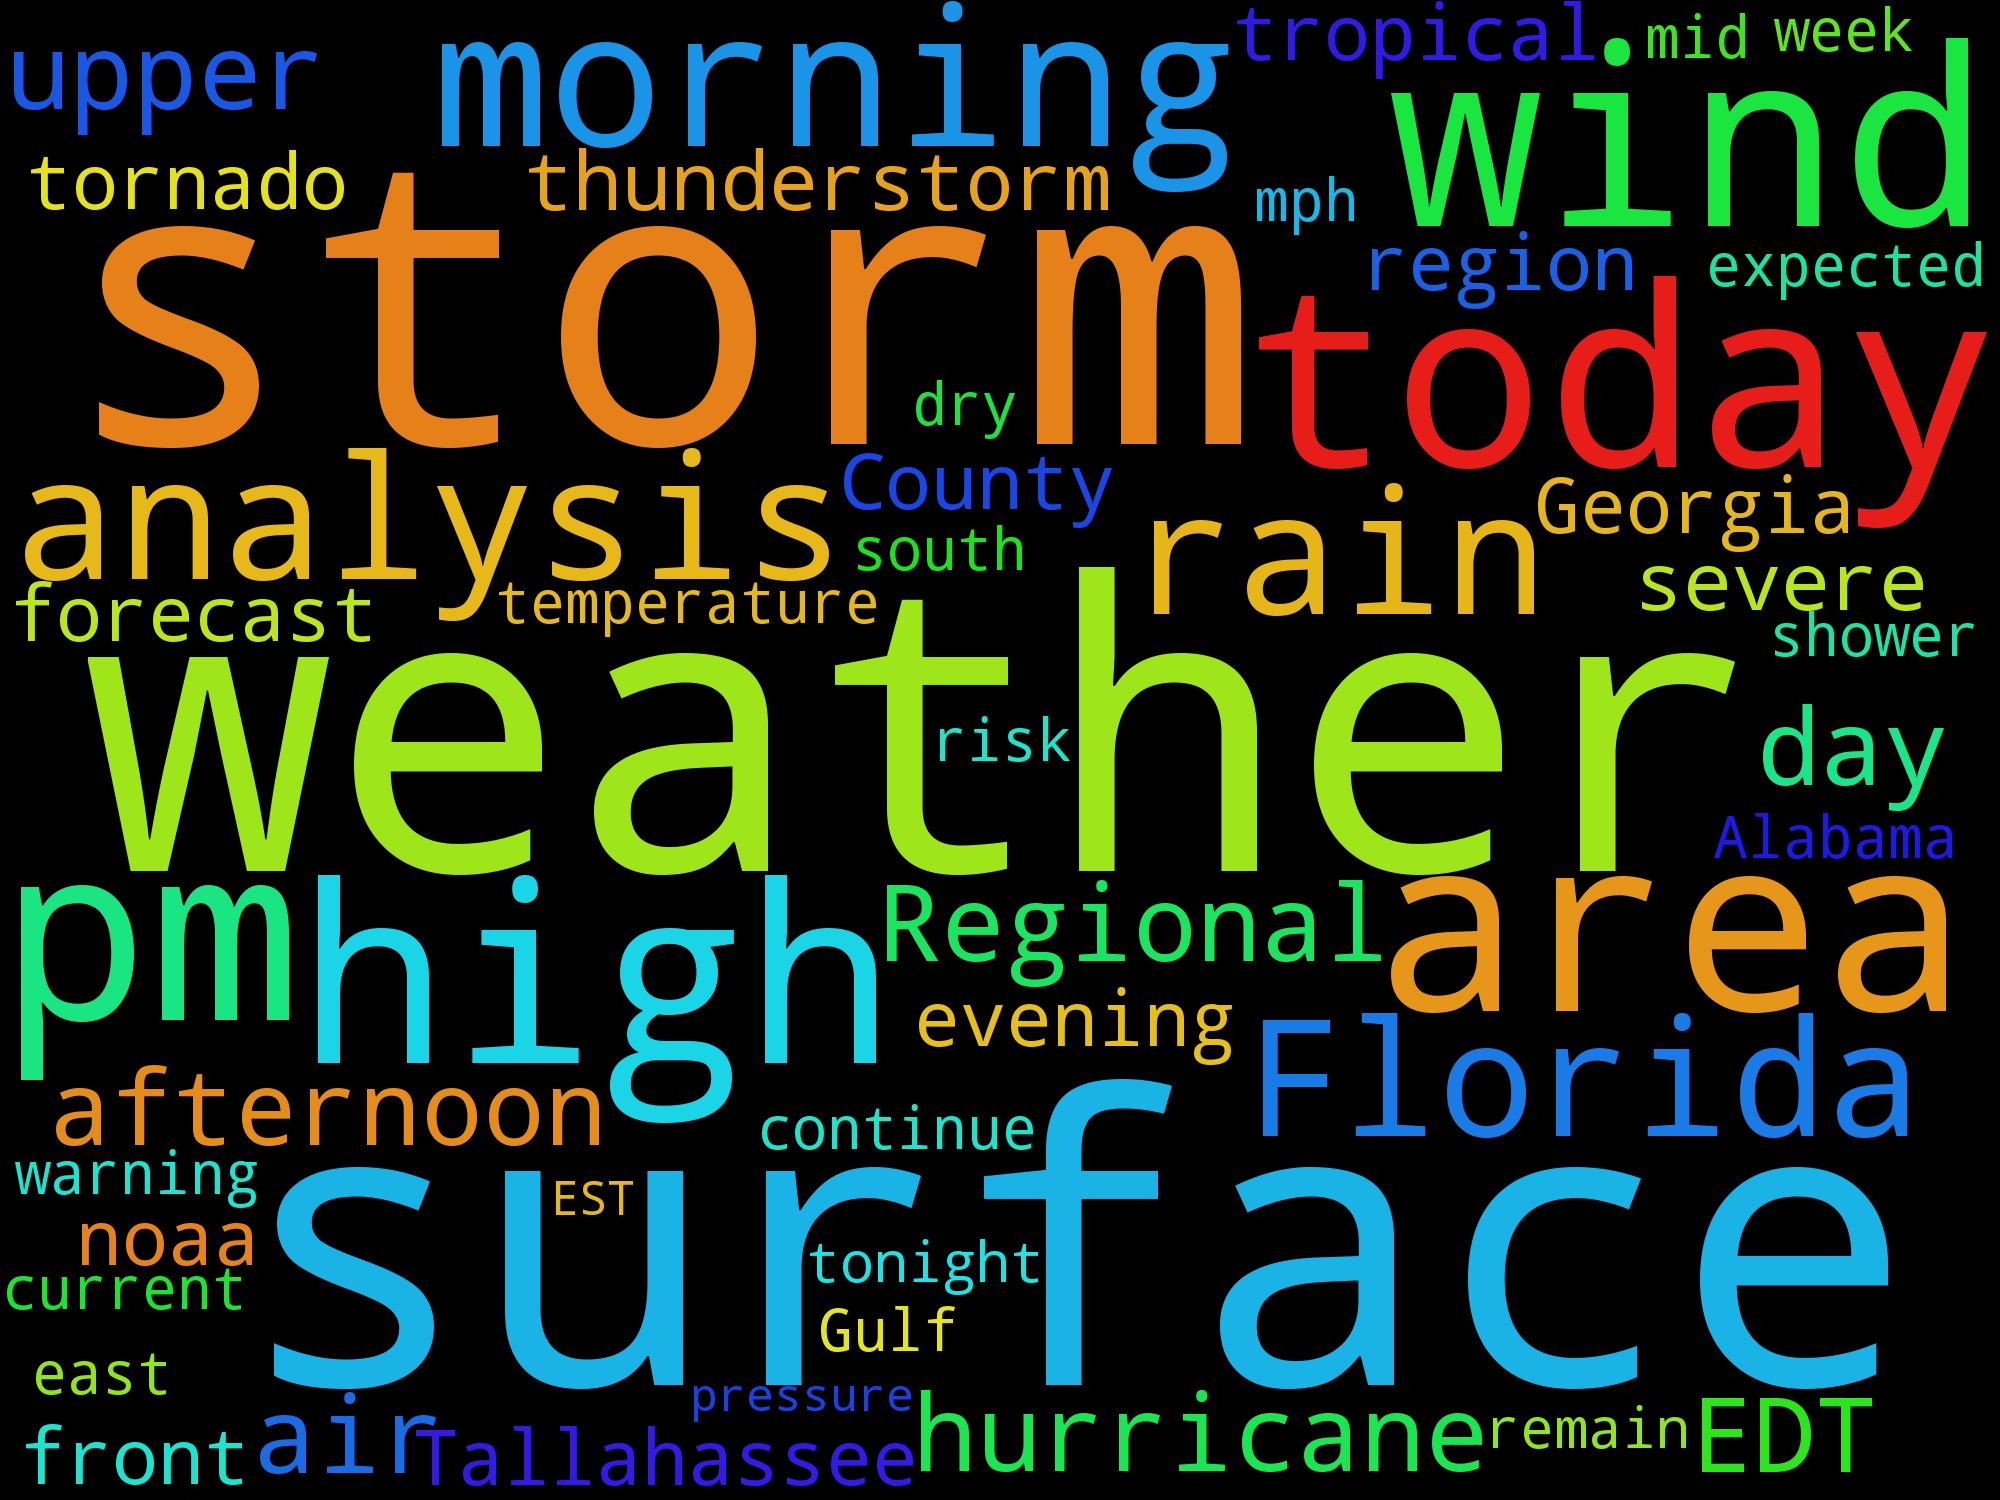 upper morning tropical mid week
wind
tornado thunderstorm mph
storm region expected
today
dry
analysis County rain Georgia
south severe
forecast temperature shower
weather risk day
Alabama
pm high Regional area
evening Florida
afternoon continue
warning surface EST
noaa tonight
current Gulf
east pressure
front air Tallahassee hurricane remain EDT